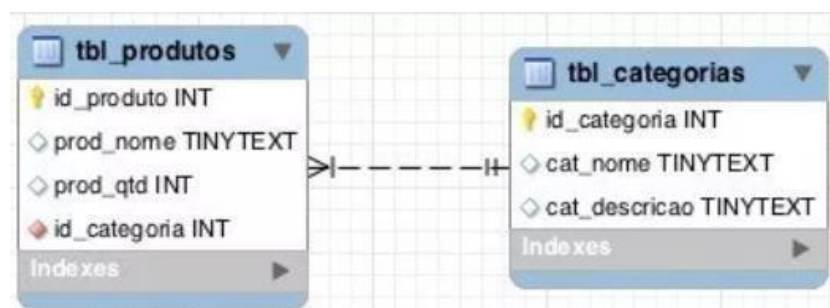 tbl_produtos
id_produto INT
prod_nome TINYTEXT
prod_qtd INT
id_categoria INT
Indexes
tbl_categorias
id_categoria INT
cat_nome TINYTEXT
cat_descricao TINYTEXT
Indexes